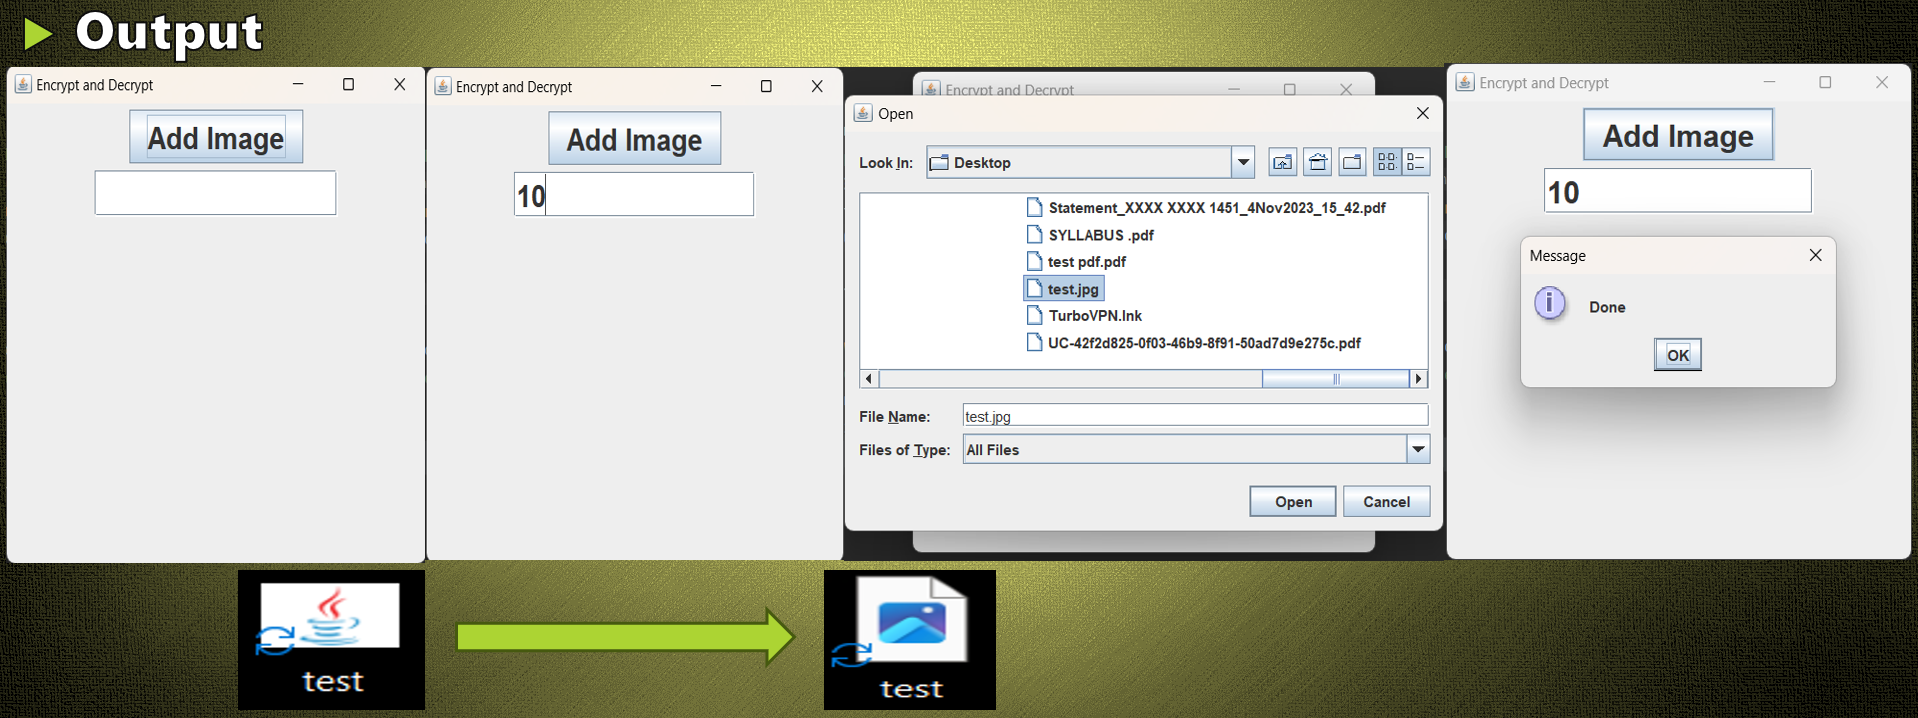 Output
Encrypt and Decrypt
Add Image
Encrypt and Decrypt
Add Image
10
Encrypt and Decrypt
Open
Look In:
Desktop
Statement_XXXX XXXX 1451_4Nov2023_15_42.pdf
SYLLABUS .pdf
test pdf.pdf
test.jpg
TurboVPN.lnk
UC-42f2d825-0f03-46b9-8f91-50ad7d9e275c.pdf
File Name:
test.jpg
Files of Type:
All Files
Open
Cancel
Encrypt and Decrypt
Add Image
10
Message
Done
OK
test
test